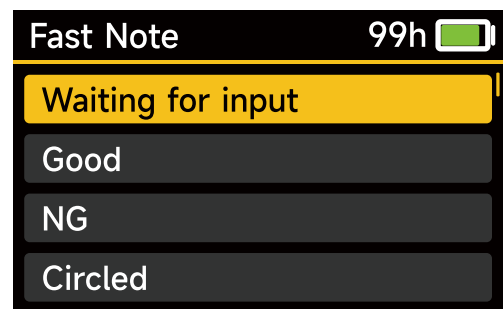 Fast Note 99h
Waiting for input
Good
NG
Circled